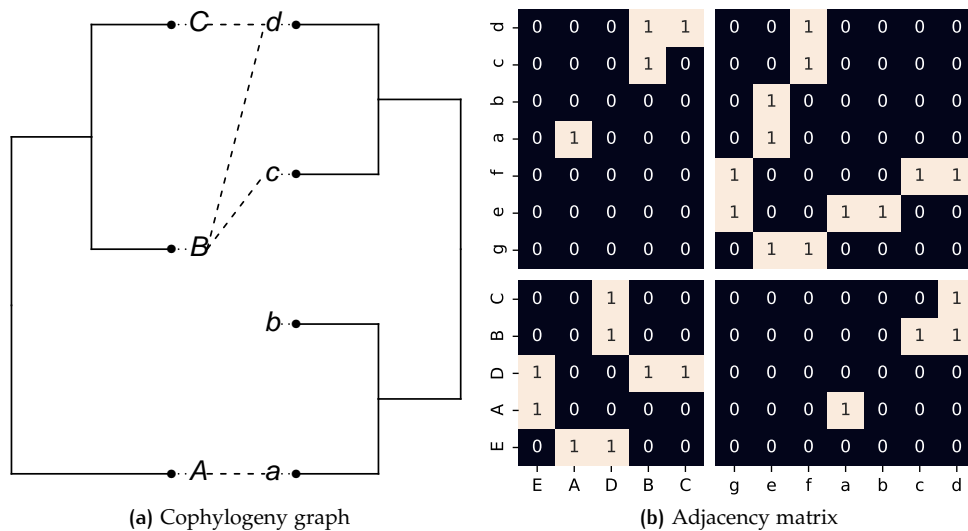 C d
c
B
b
A a
(a) Cophylogeny graph
d 0 0 0 1 1 0 0 1 0 0 0 0
c 0 0 0 1 0 0 0 1 0 0 0 0
b 0 0 0 0 0 0 1 0 0 0 0 0
a 0 1 0 0 0 0 1 0 0 0 0 0
f 0 0 0 0 0 1 0 0 0 0 1 1
e 0 0 0 0 0 1 0 0 1 1 0 0
g 0 0 0 0 0 0 1 1 0 0 0 0
C 0 0 1 0 0 0 0 0 0 0 0 1
B 0 0 1 0 0 0 0 0 0 0 1 1
D 1 0 0 1 1 0 0 0 0 0 0 0
A 1 0 0 0 0 0 0 0 1 0 0 0
E 0 1 1 0 0 0 0 0 0 0 0 0
E A D B C g e f a b c d
(b) Adjacency matrix